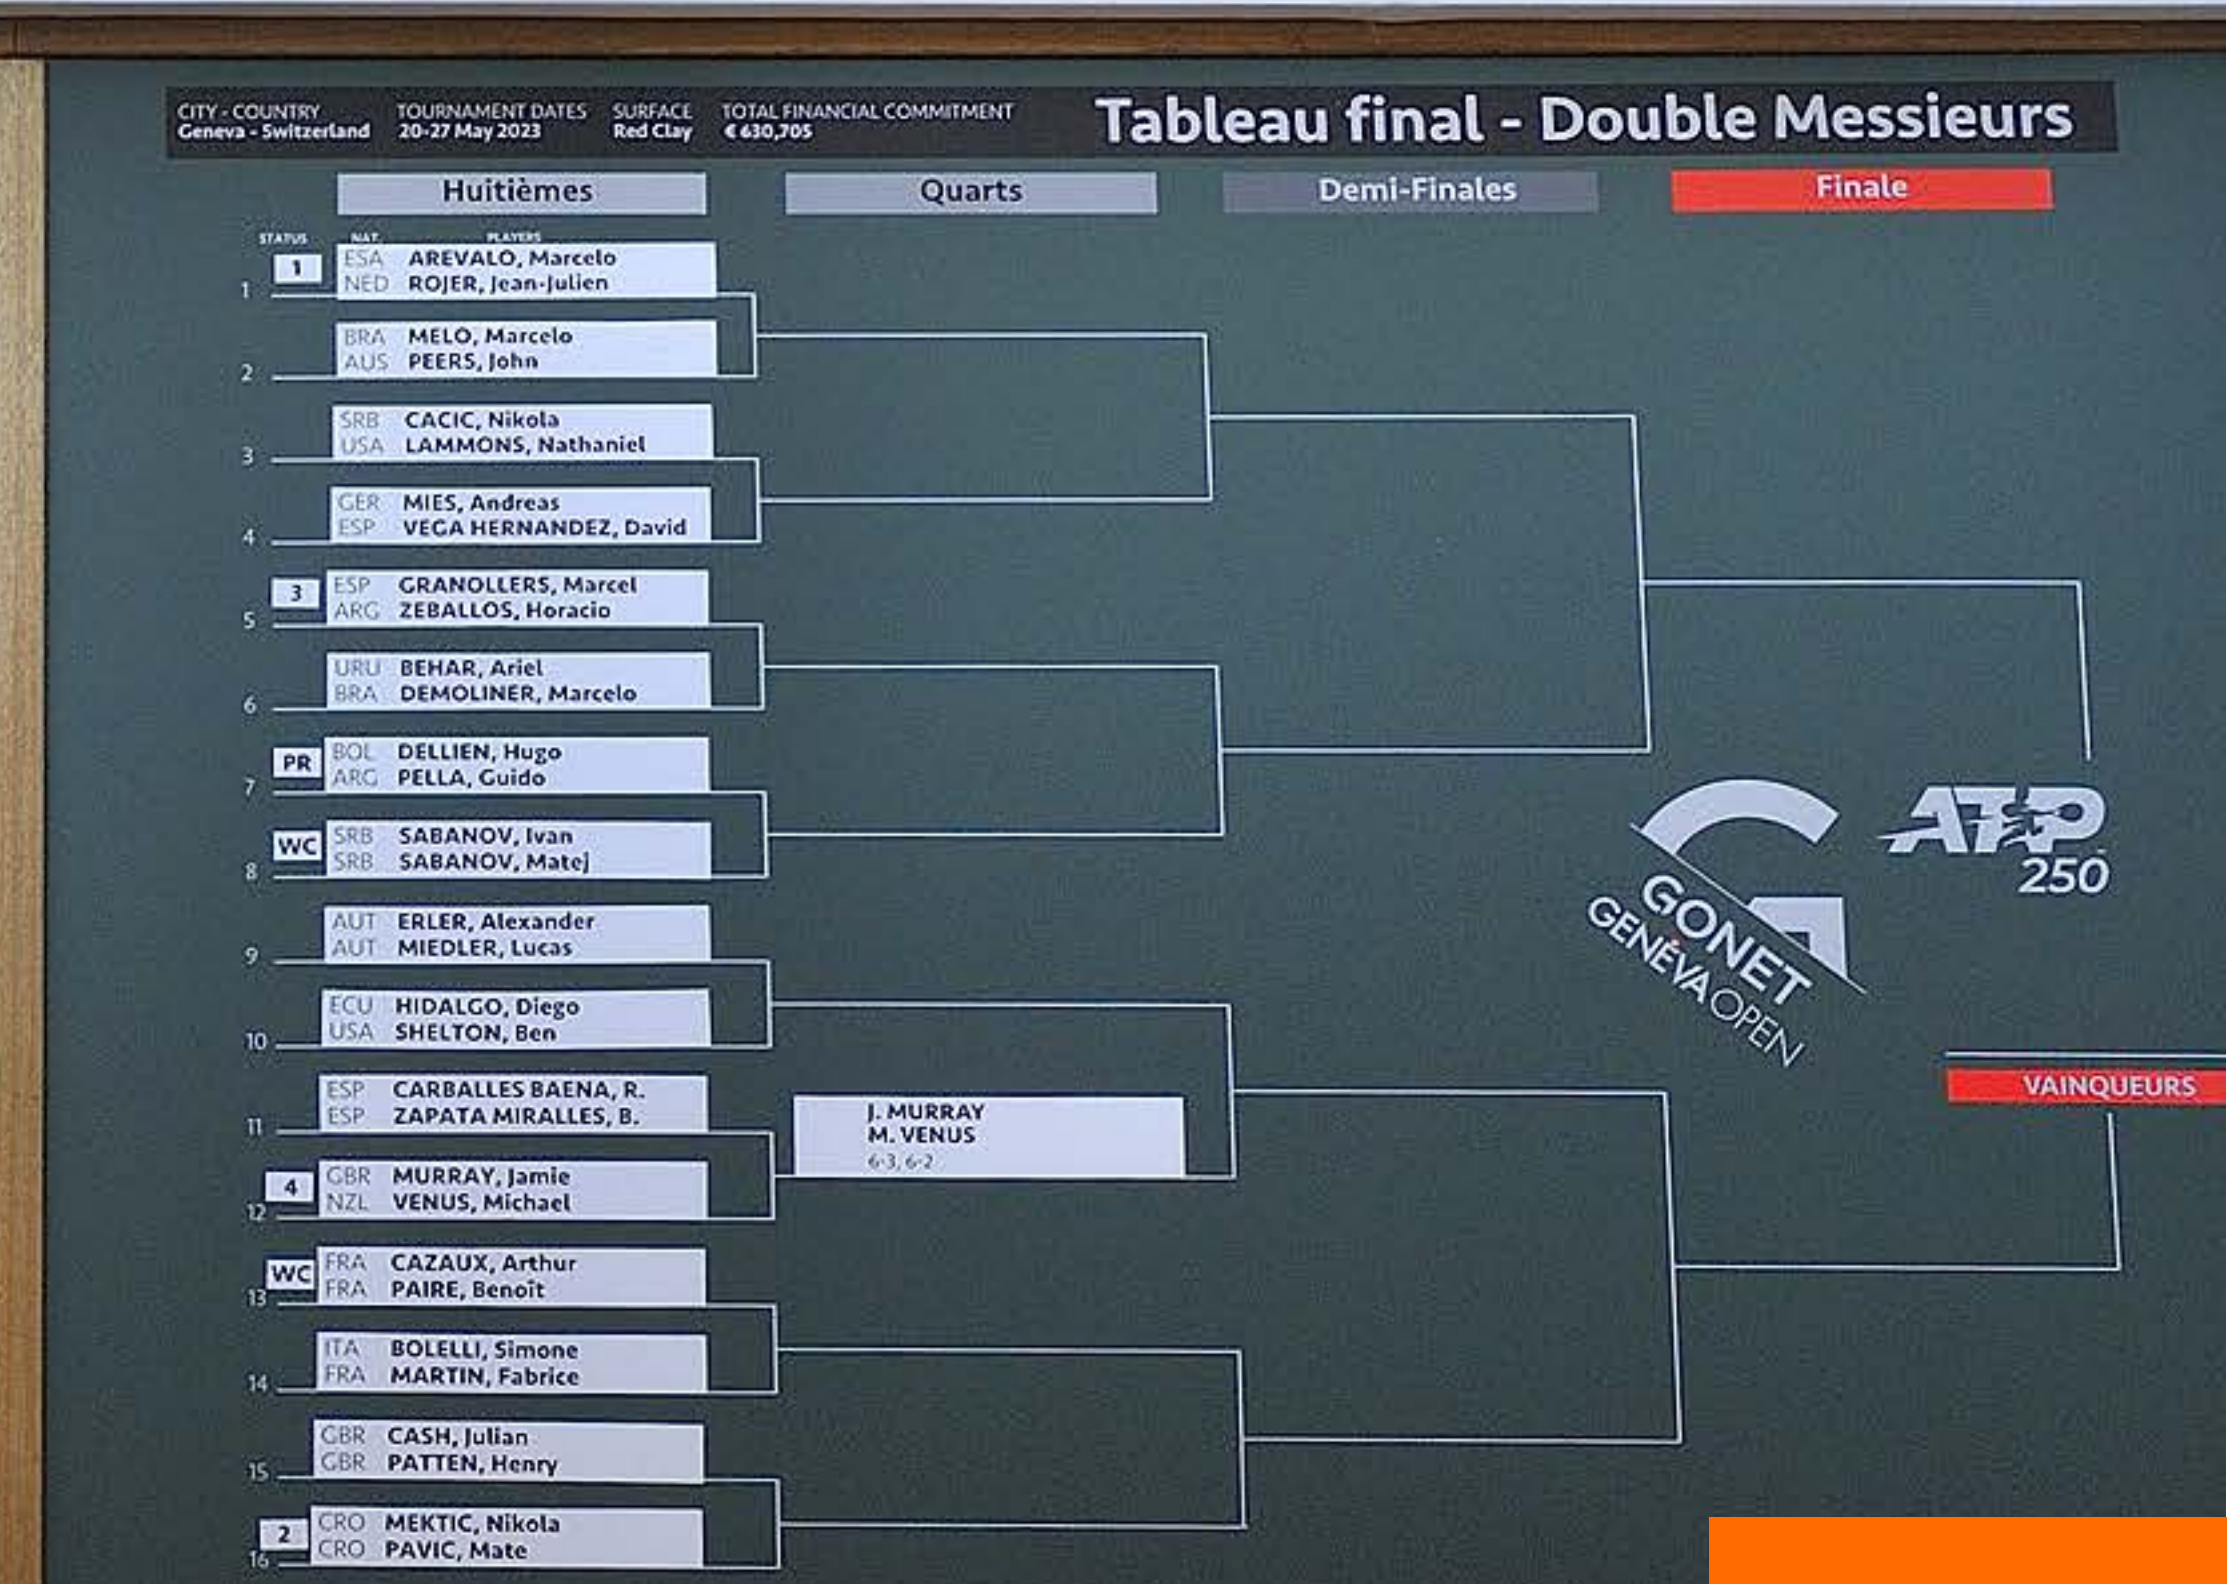 CITY - COUNTRY TOURNAMENT DATES SURFACE TOTAL FINANCIAL COMMITMENT
Geneva - Switzerland 20-27 May 2023 Red Clay € 630,705
Tableau final - Double Messieurs
Huitièmes Quarts Demi-Finales Finale
STATUS NAT. PLAYERS
1 ESA AREVALO, Marcelo
1 NED ROJER, Jean-Julien
BRA MELO, Marcelo
2 AUS PEERS, John
SRB CACIC, Nikola
3 USA LAMMONS, Nathaniel
GER MIES, Andreas
4 ESP VEGA HERNANDEZ, David
3 ESP GRANOLLERS, Marcel
5 ARG ZEBALLOS, Horacio
URU BEHAR, Ariel
6 BRA DEMOLINER, Marcelo
PR BOL DELLIEN, Hugo
7 ARG PELLA, Guido
WC SRB SABANOV, Ivan
8 SRB SABANOV, Matej
AUT ERLER, Alexander
9 AUT MIEDLER, Lucas
ECU HIDALGO, Diego
10 USA SHELTON, Ben
ESP CARBALLES BAENA, R.
11 ESP ZAPATA MIRALLES, B.
4 GBR MURRAY, Jamie
12 NZL VENUS, Michael
WC FRA CAZAUX, Arthur
13 FRA PAIRE, Benoît
ITA BOLELLI, Simone
14 FRA MARTIN, Fabrice
GBR CASH, Julian
15 GBR PATTEN, Henry
2 CRO MEKTIC, Nikola
16 CRO PAVIC, Mate
J. MURRAY
M. VENUS
6-3, 6-2
GONET
GENEVA OPEN
ATP
250
VAINQUEURS